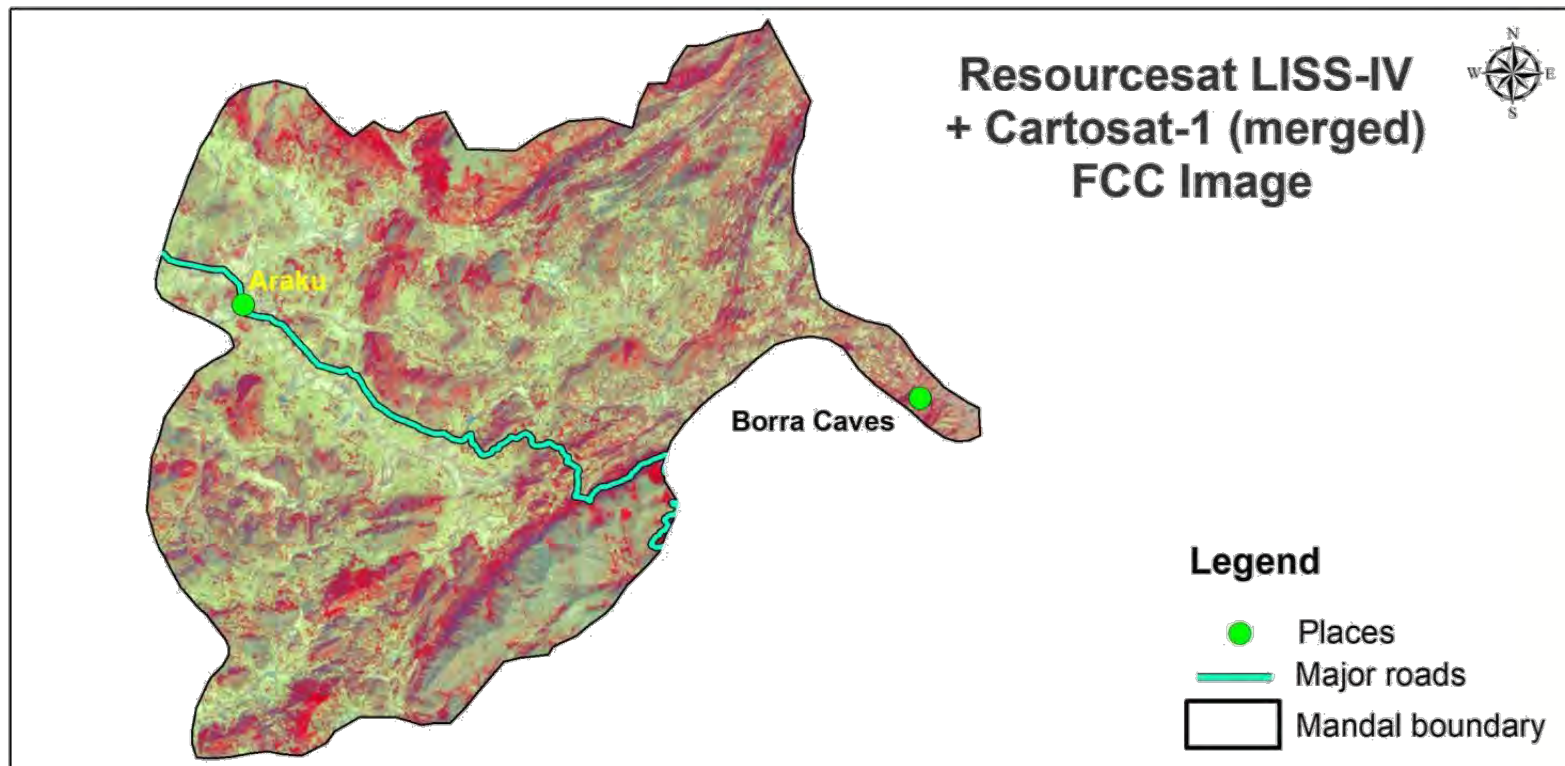 Resourcesat LISS-IV
+ Cartosat-1 (merged)
FCC Image
N
W
E
S
Araku
Borra Caves
Legend
Places
Major roads
Mandal boundary